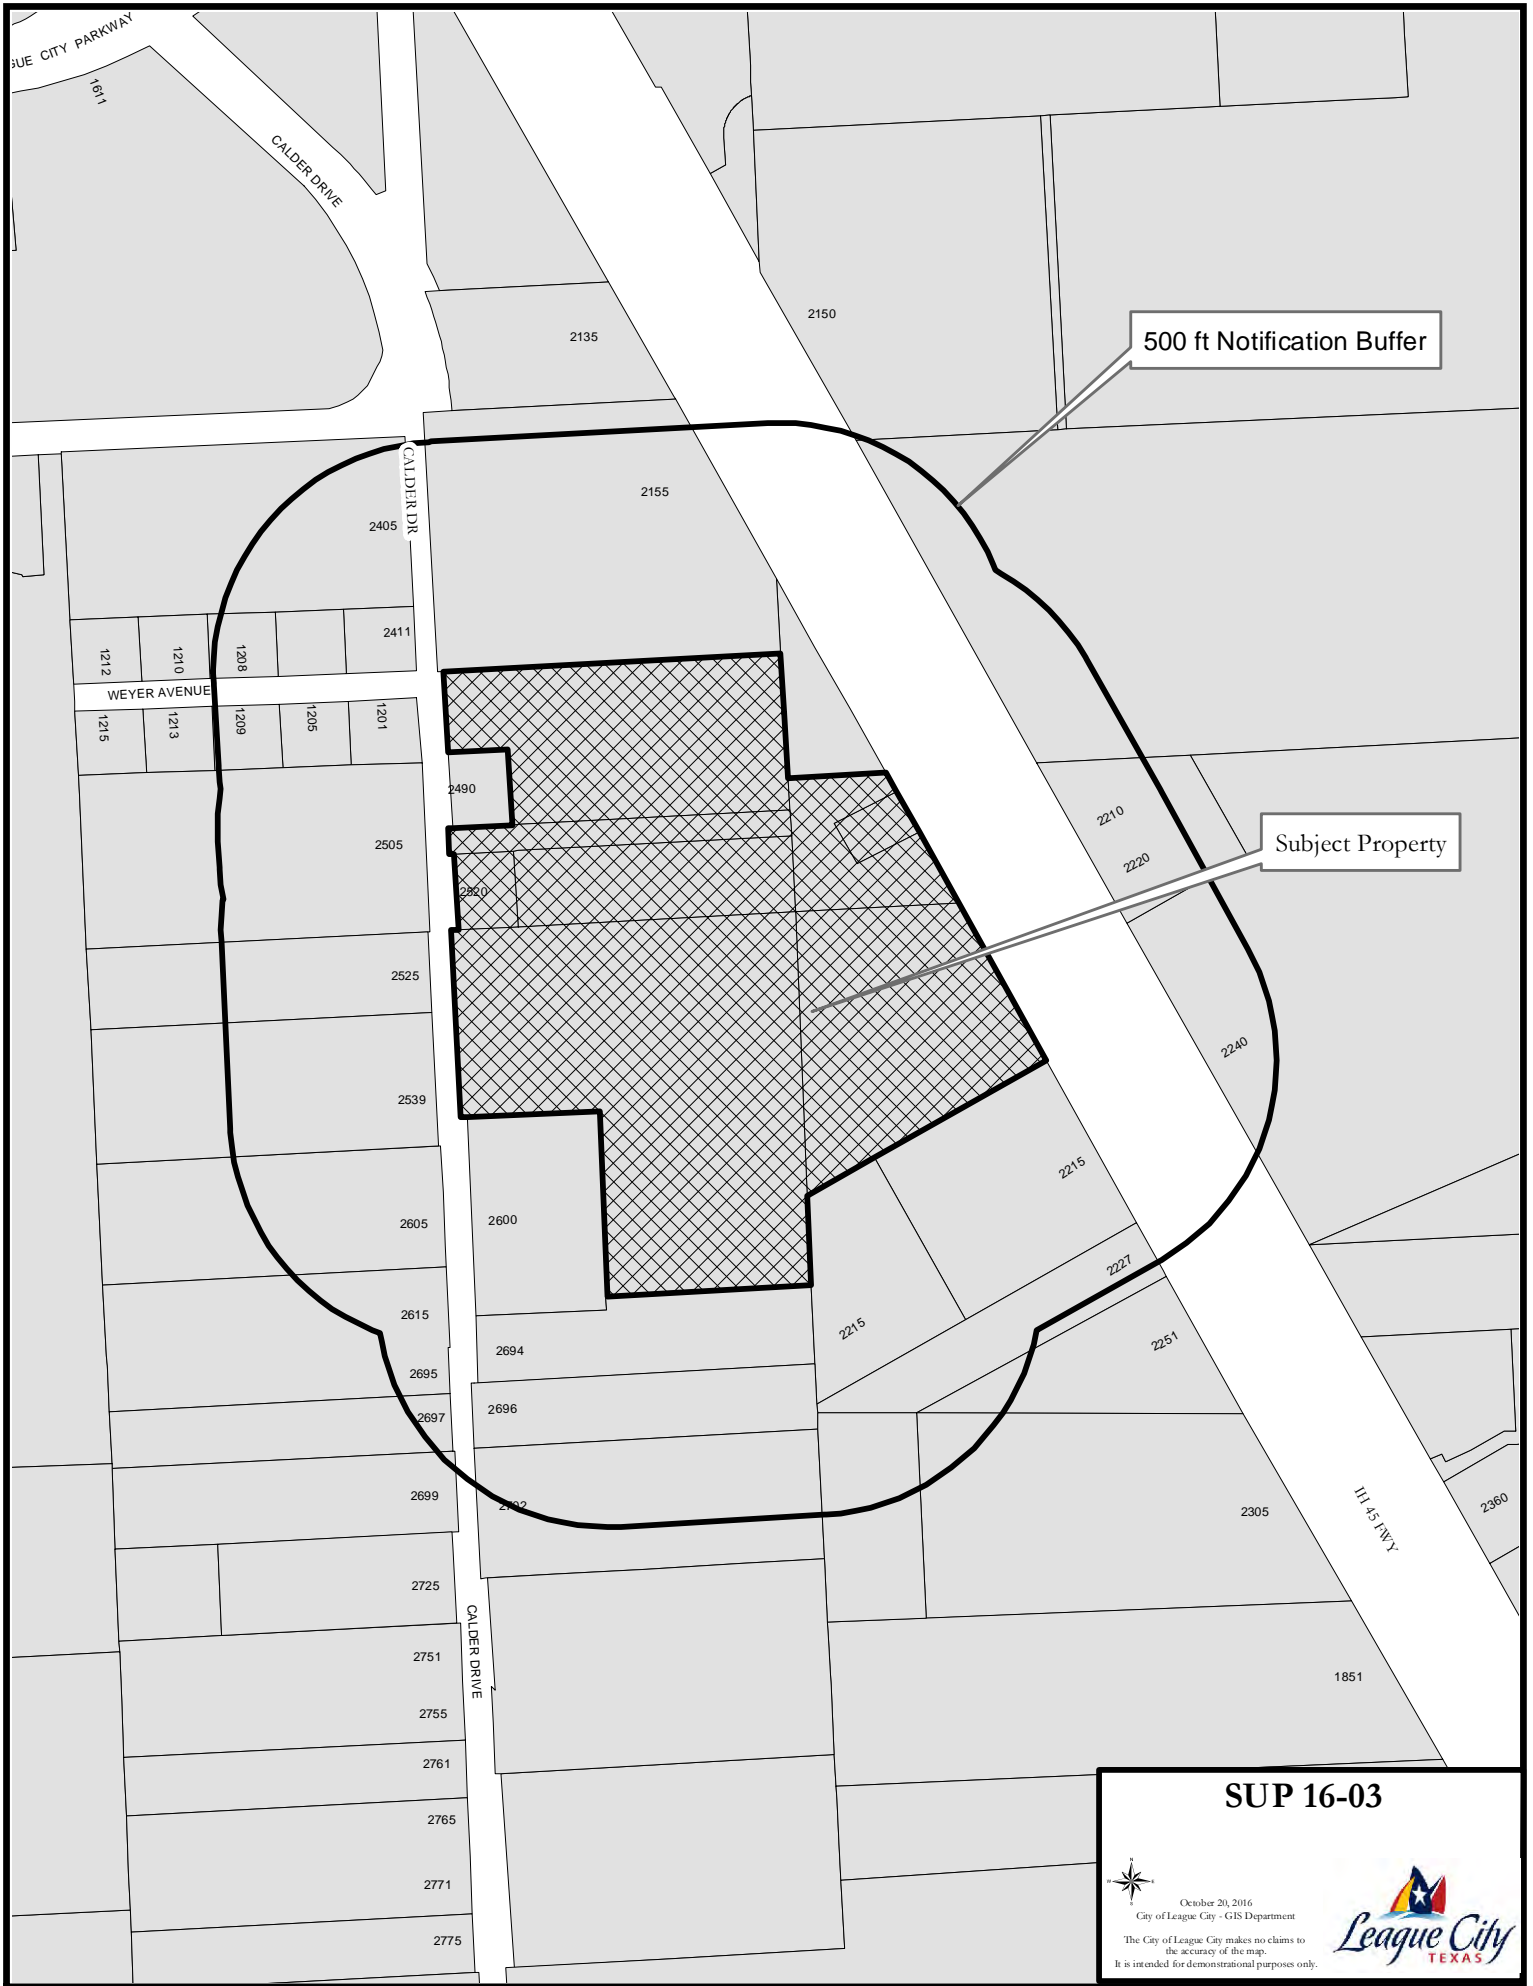 GUE CITY PARKWAY
1611
CALDER DRIVE
2135
2150
500 ft Notification Buffer
CALDER DR
2155
2405
2411
1212
1210
1208
WEYER AVENUE
1215
1213
1209
1205
1201
2490
2505
2210
2220
Subject Property
2520
2525
2240
2539
2215
2605
2600
2227
2615
2694
2215
2251
2695
2696
2697
2699
2305
IH 45 FWY
2360
2725
CALDER DRIVE
2751
1851
2755
2761
2765
2771
2775
SUP 16-03
N
W E
S
October 20, 2016
City of League City - GIS Department
The City of League City makes no claims to
the accuracy of the map.
It is intended for demonstrational purposes only.
League City
TEXAS